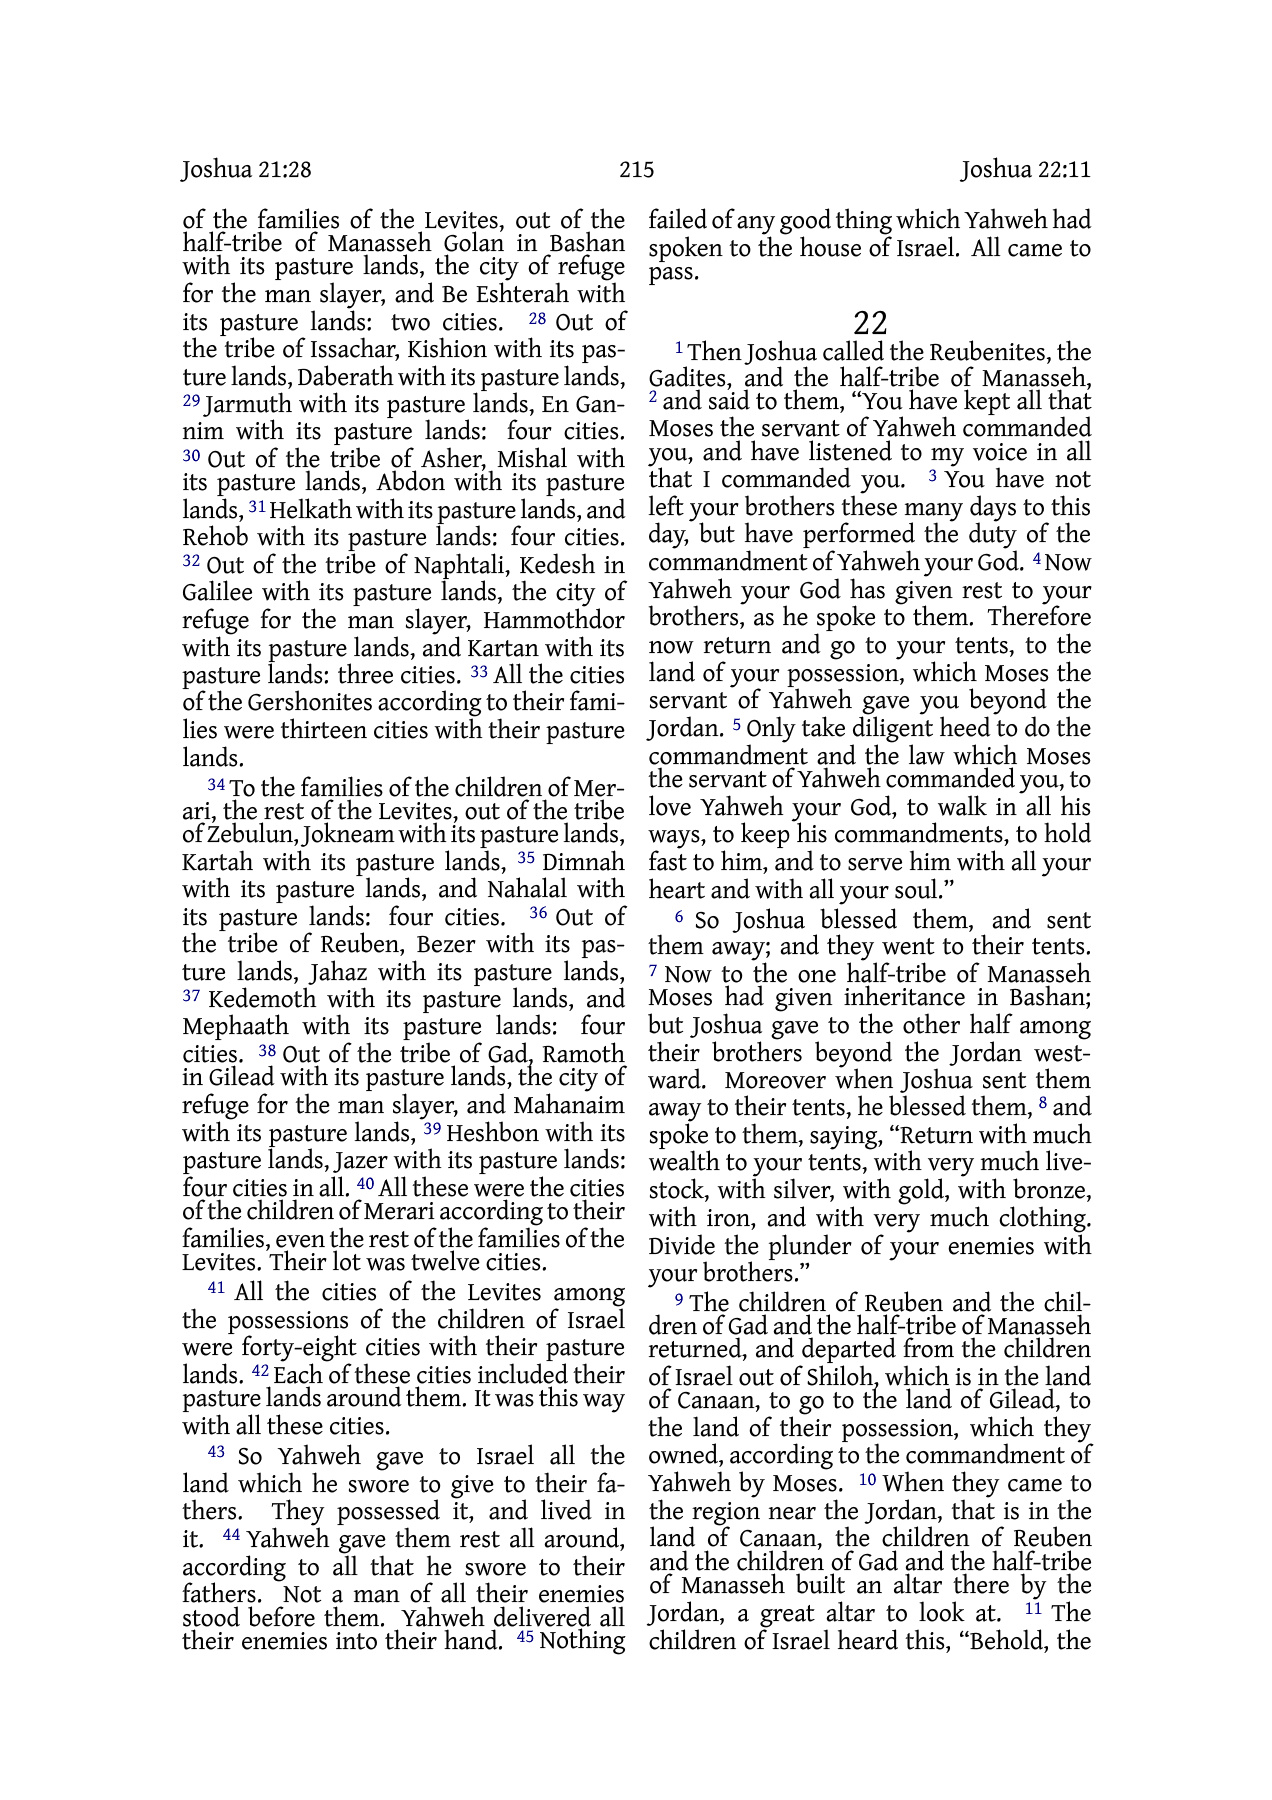 Joshua 21:28 215 Joshua 22:11
of the families of the Levites, out of the
half-tribe of Manasseh Golan in Bashan
with its pasture lands, the city of refuge
for the man slayer, and Be Eshterah with
its pasture lands: two cities. 28 Out of
the tribe of Issachar, Kishion with its pas-
ture lands, Daberath with its pasture lands,
29 Jarmuth with its pasture lands, En Gan-
nim with its pasture lands: four cities.
30 Out of the tribe of Asher, Mishal with
its pasture lands, Abdon with its pasture
lands, 31 Helkath with its pasture lands, and
Rehob with its pasture lands: four cities.
32 Out of the tribe of Naphtali, Kedesh in
Galilee with its pasture lands, the city of
refuge for the man slayer, Hammothdor
with its pasture lands, and Kartan with its
pasture lands: three cities. 33 All the cities
of the Gershonites according to their fami-
lies were thirteen cities with their pasture
lands.
34 To the families of the children of Mer-
ari, the rest of the Levites, out of the tribe
of Zebulun, Jokneam with its pasture lands,
Kartah with its pasture lands, 35 Dimnah
with its pasture lands, and Nahalal with
its pasture lands: four cities. 36 Out of
the tribe of Reuben, Bezer with its pas-
ture lands, Jahaz with its pasture lands,
37 Kedemoth with its pasture lands, and
Mephaath with its pasture lands: four
cities. 38 Out of the tribe of Gad, Ramoth
in Gilead with its pasture lands, the city of
refuge for the man slayer, and Mahanaim
with its pasture lands, 39 Heshbon with its
pasture lands, Jazer with its pasture lands:
four cities in all. 40 All these were the cities
of the children of Merari according to their
families, even the rest of the families of the
Levites. Their lot was twelve cities.
41 All the cities of the Levites among
the possessions of the children of Israel
were forty-eight cities with their pasture
lands. 42 Each of these cities included their
pasture lands around them. It was this way
with all these cities.
43 So Yahweh gave to Israel all the
land which he swore to give to their fa-
thers. They possessed it, and lived in
it. 44 Yahweh gave them rest all around,
according to all that he swore to their
fathers. Not a man of all their enemies
stood before them. Yahweh delivered all
their enemies into their hand. 45 Nothing
failed of any good thing which Yahweh had
spoken to the house of Israel. All came to
pass.
22
1 Then Joshua called the Reubenites, the
Gadites, and the half-tribe of Manasseh,
2 and said to them, “You have kept all that
Moses the servant of Yahweh commanded
you, and have listened to my voice in all
that I commanded you. 3 You have not
left your brothers these many days to this
day, but have performed the duty of the
commandment of Yahweh your God. 4 Now
Yahweh your God has given rest to your
brothers, as he spoke to them. Therefore
now return and go to your tents, to the
land of your possession, which Moses the
servant of Yahweh gave you beyond the
Jordan. 5 Only take diligent heed to do the
commandment and the law which Moses
the servant of Yahweh commanded you, to
love Yahweh your God, to walk in all his
ways, to keep his commandments, to hold
fast to him, and to serve him with all your
heart and with all your soul.”
6 So Joshua blessed them, and sent
them away; and they went to their tents.
7 Now to the one half-tribe of Manasseh
Moses had given inheritance in Bashan;
but Joshua gave to the other half among
their brothers beyond the Jordan west-
ward. Moreover when Joshua sent them
away to their tents, he blessed them, 8 and
spoke to them, saying, “Return with much
wealth to your tents, with very much live-
stock, with silver, with gold, with bronze,
with iron, and with very much clothing.
Divide the plunder of your enemies with
your brothers.”
9 The children of Reuben and the chil-
dren of Gad and the half-tribe of Manasseh
returned, and departed from the children
of Israel out of Shiloh, which is in the land
of Canaan, to go to the land of Gilead, to
the land of their possession, which they
owned, according to the commandment of
Yahweh by Moses. 10 When they came to
the region near the Jordan, that is in the
land of Canaan, the children of Reuben
and the children of Gad and the half-tribe
of Manasseh built an altar there by the
Jordan, a great altar to look at. 11 The
children of Israel heard this, “Behold, the